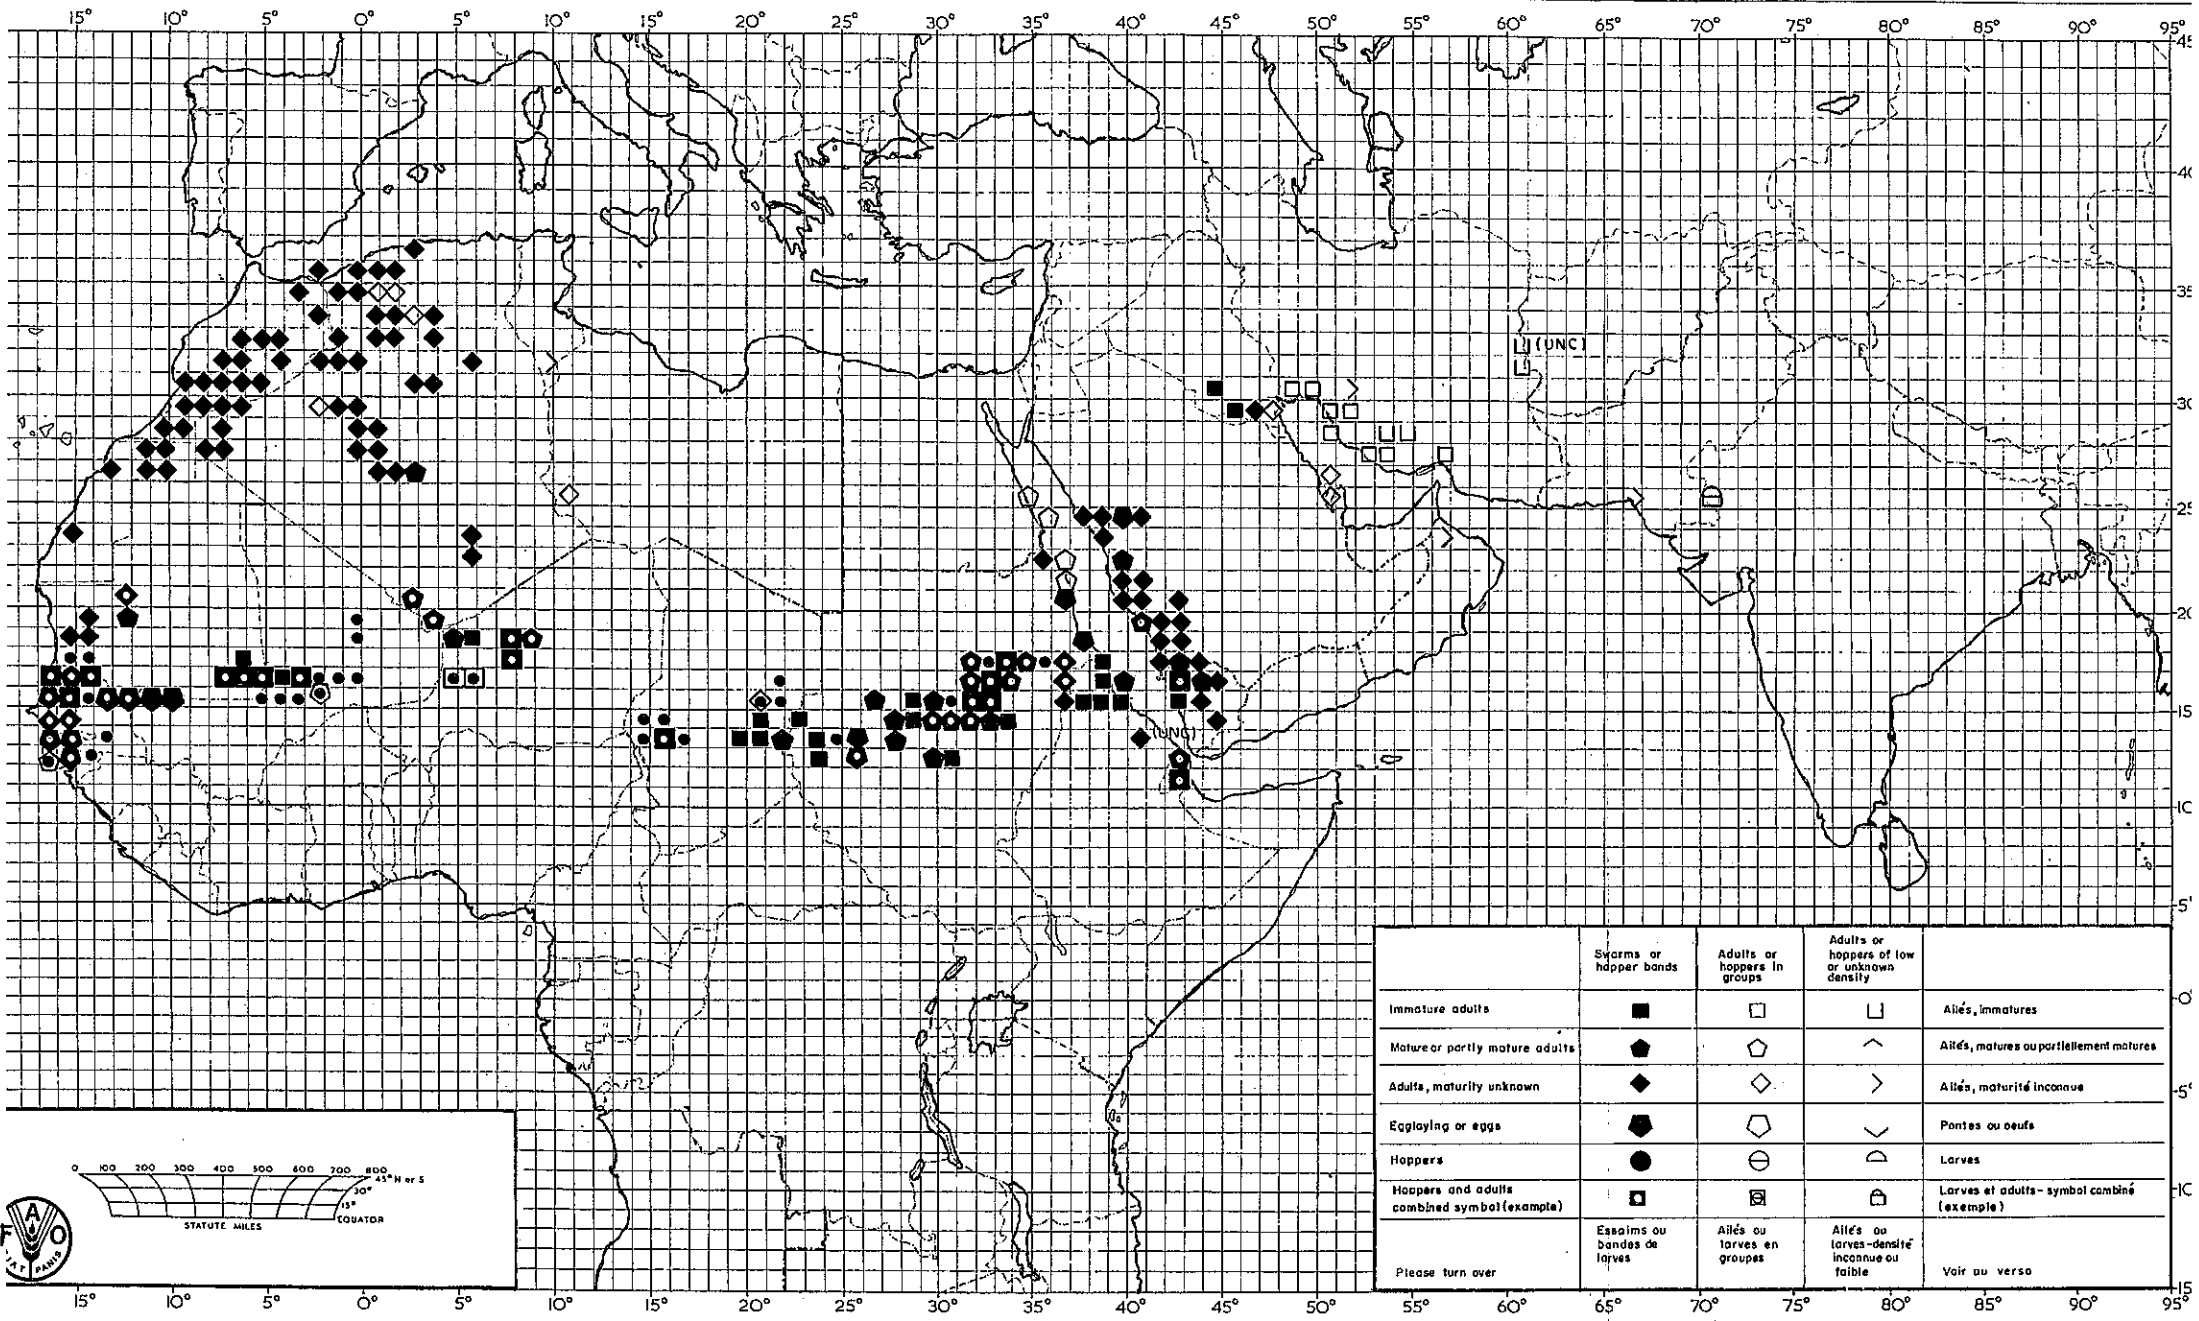 15° 10° 5° 0° 5° 10° 15° 20° 25° 30° 35° 40° 45° 50° 55° 60° 65° 70° 75° 80° 85° 90° 95°
45
40
35
30
25
20
15
10
5°
0°
5°
10
15
(UNC)
(UNC)
Swarms or hopper bands
Adults or hoppers in groups
Adults or hoppers of low or unknown density
Immature adults
Ailés, immatures
Mature or partly mature adults
Ailés, matures ou partiellement matures
Adults, maturity unknown
Ailés, maturité inconnue
Egglaying or eggs
Pontes ou oeufs
Hoppers
Larves
Hoppers and adults
combined symbol (example)
Larves et adults - symbol combiné
(exemple)
Essaims ou bandes de larves
Ailés ou larves en groupes
Ailés ou larves-densité inconnue ou faible
Please turn over
Voir au verso
0 100 200 300 400 500 600 700 800
45° N or S
30°
15°
EQUATOR
STATUTE MILES
F A O
FIAT PANIS
15° 10° 5° 0° 5° 10° 15° 20° 25° 30° 35° 40° 45° 50° 55° 60° 65° 70° 75° 80° 85° 90° 95°